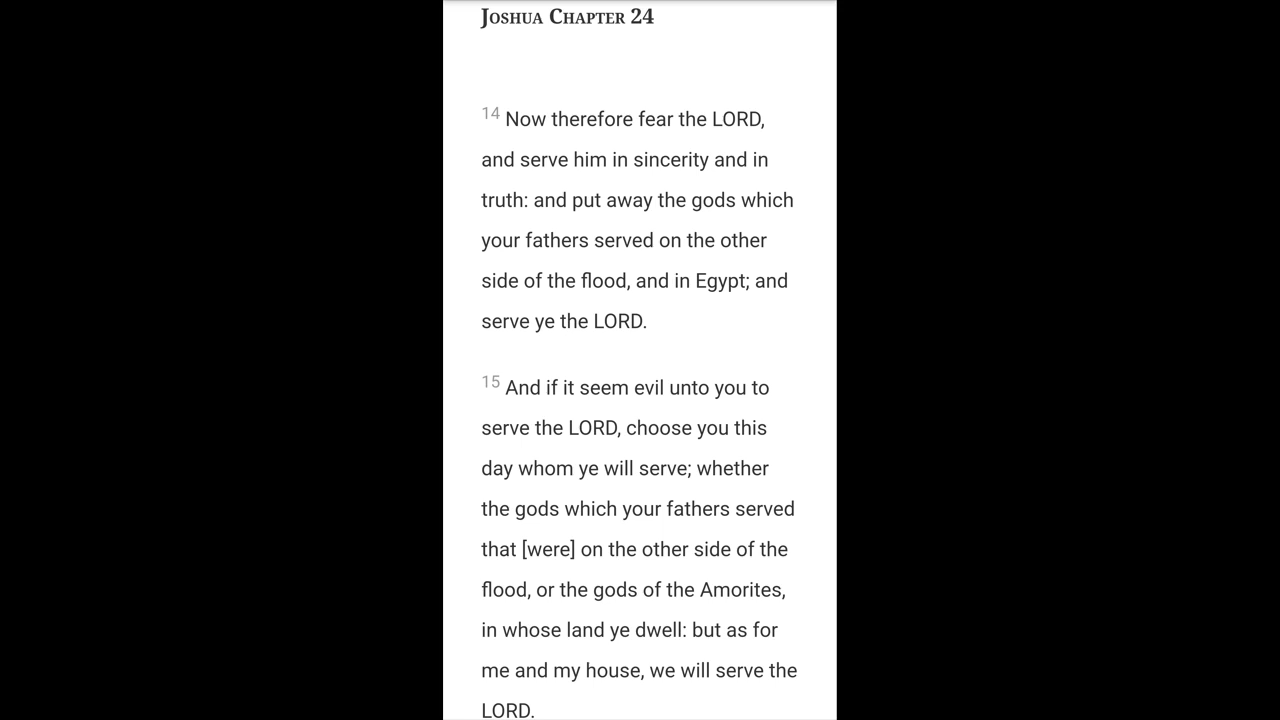 Joshua Chapter 24
14 Now therefore fear the LORD,
and serve him in sincerity and in
truth: and put away the gods which
your fathers served on the other
side of the flood, and in Egypt; and
serve ye the LORD.
15 And if it seem evil unto you to
serve the LORD, choose you this
day whom ye will serve; whether
the gods which your fathers served
that [were] on the other side of the
flood, or the gods of the Amorites,
in whose land ye dwell: but as for
me and my house, we will serve the
LORD.